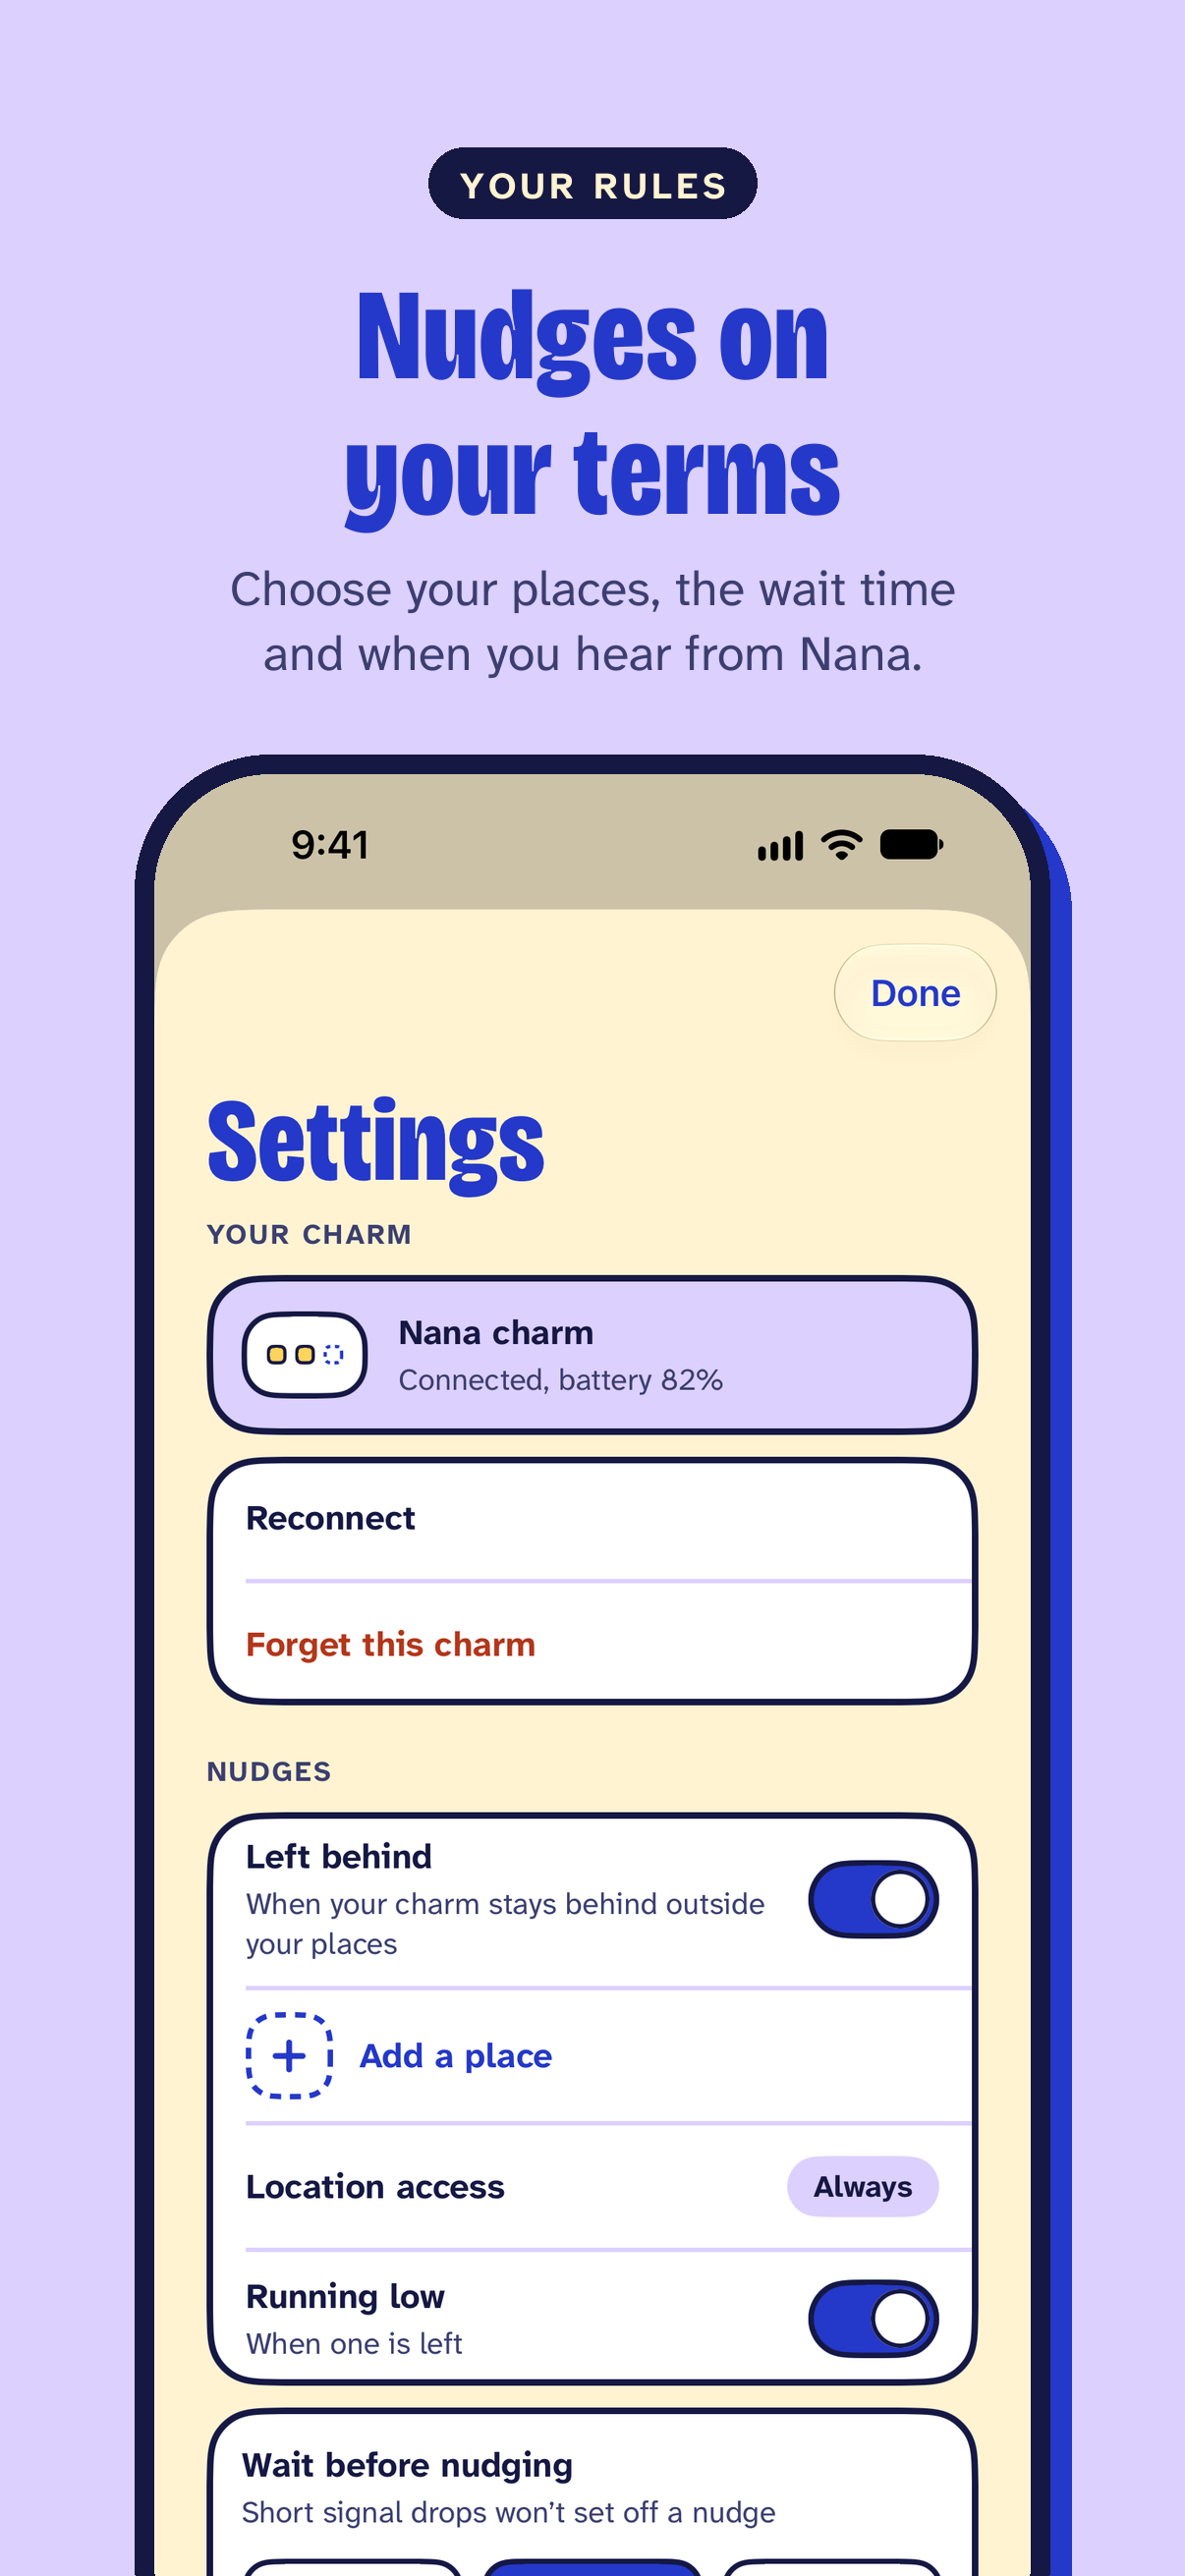 YOUR RULES
Nudges on
your terms
Choose your places, the wait time
and when you hear from Nana.
9:41
Done
Settings
YOUR CHARM
Nana charm
Connected, battery 82%
Reconnect
Forget this charm
NUDGES
Left behind
When your charm stays behind outside
your places
Add a place
Location access
Always
Running low
When one is left
Wait before nudging
Short signal drops won’t set off a nudge